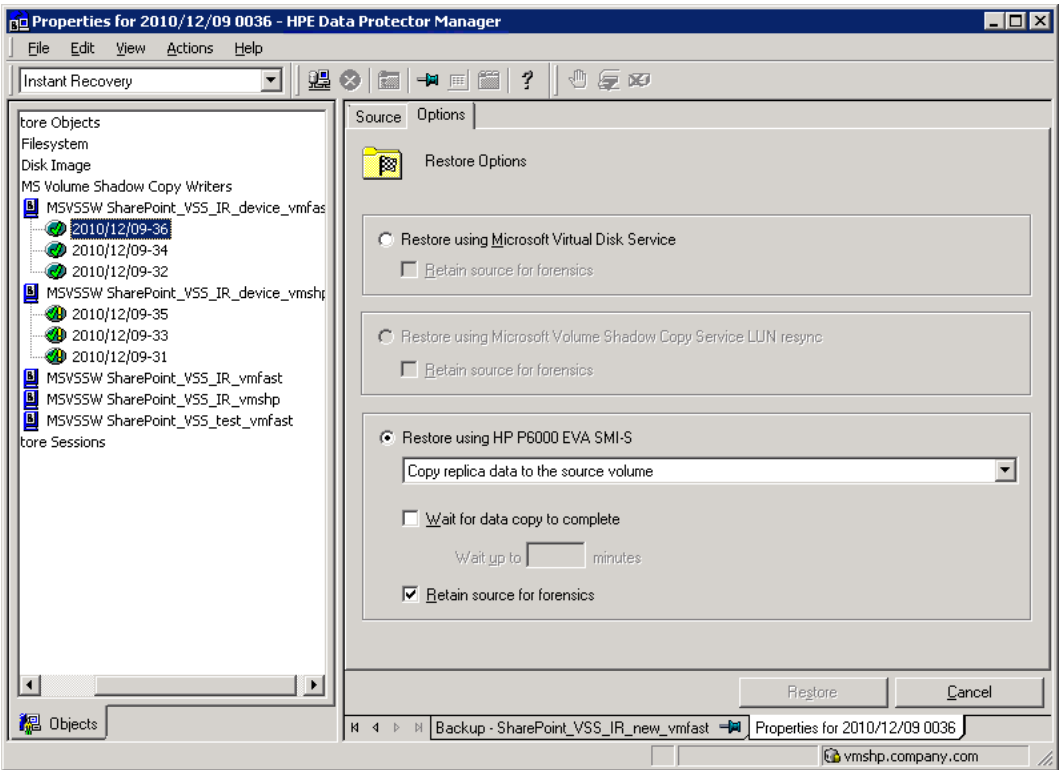 Properties for 2010/12/09 0036 - HPE Data Protector Manager
File Edit View Actions Help
Instant Recovery
tore Objects
Filesystem
Disk Image
MS Volume Shadow Copy Writers
MSVSSW SharePoint_VSS_IR_device_vmfas
2010/12/09-36
2010/12/09-34
2010/12/09-32
MSVSSW SharePoint_VSS_IR_device_vmshp
2010/12/09-35
2010/12/09-33
2010/12/09-31
MSVSSW SharePoint_VSS_IR_vmfast
MSVSSW SharePoint_VSS_IR_vmshp
MSVSSW SharePoint_VSS_test_vmfast
tore Sessions
Objects
Source Options
Restore Options
Restore using Microsoft Virtual Disk Service
Retain source for forensics
Restore using Microsoft Volume Shadow Copy Service LUN resync
Retain source for forensics
Restore using HP P6000 EVA SMI-S
Copy replica data to the source volume
Wait for data copy to complete
Wait up to minutes
Retain source for forensics
Restore Cancel
Backup - SharePoint_VSS_IR_new_vmfast Properties for 2010/12/09 0036
vmshp.company.com